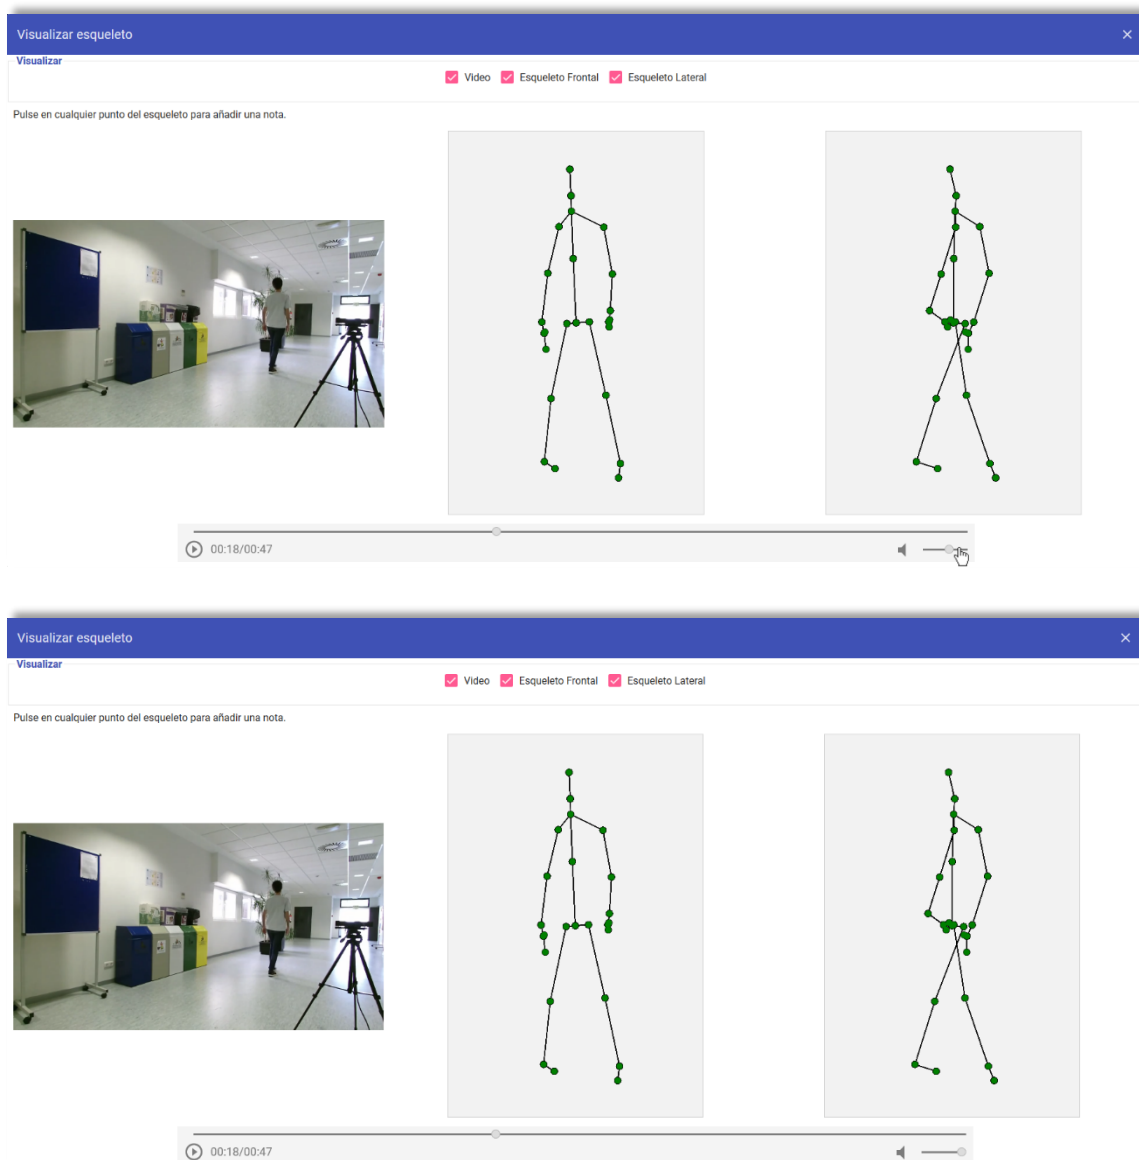 Visualizar esqueleto
Visualizar
Video Esqueleto Frontal Esqueleto Lateral
Pulse en cualquier punto del esqueleto para añadir una nota.
00:18/00:47
Visualizar esqueleto
Visualizar
Video Esqueleto Frontal Esqueleto Lateral
Pulse en cualquier punto del esqueleto para añadir una nota.
00:18/00:47